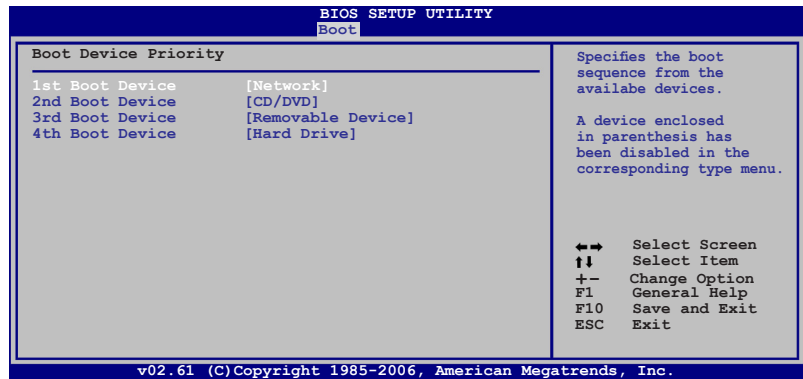 BIOS SETUP UTILITY
Boot
Boot Device Priority
1st Boot Device [Network]
2nd Boot Device [CD/DVD]
3rd Boot Device [Removable Device]
4th Boot Device [Hard Drive]
Specifies the boot
sequence from the
availabe devices.
A device enclosed
in parenthesis has
been disabled in the
corresponding type menu.
←→ Select Screen
↑↓ Select Item
+- Change Option
F1 General Help
F10 Save and Exit
ESC Exit
v02.61 (C)Copyright 1985-2006, American Megatrends, Inc.